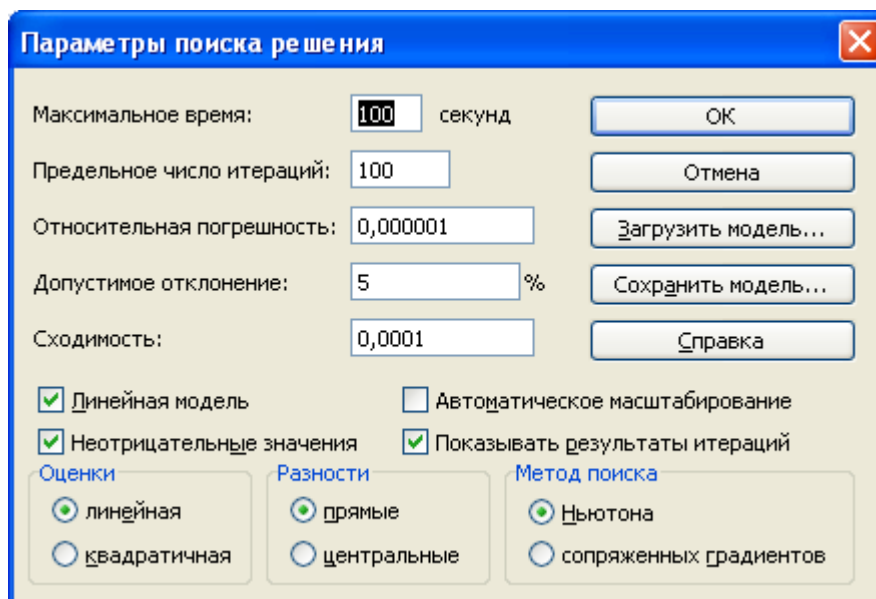 Параметры поиска решения
Максимальное время: 100 секунд OK
Предельное число итераций: 100 Отмена
Относительная погрешность: 0,000001 Загрузить модель...
Допустимое отклонение: 5 % Сохранить модель...
Сходимость: 0,0001 Справка
Линейная модель Автоматическое масштабирование
Неотрицательные значения Показывать результаты итераций
Оценки Разности Метод поиска
линейная прямые Ньютона
квадратичная центральные сопряженных градиентов